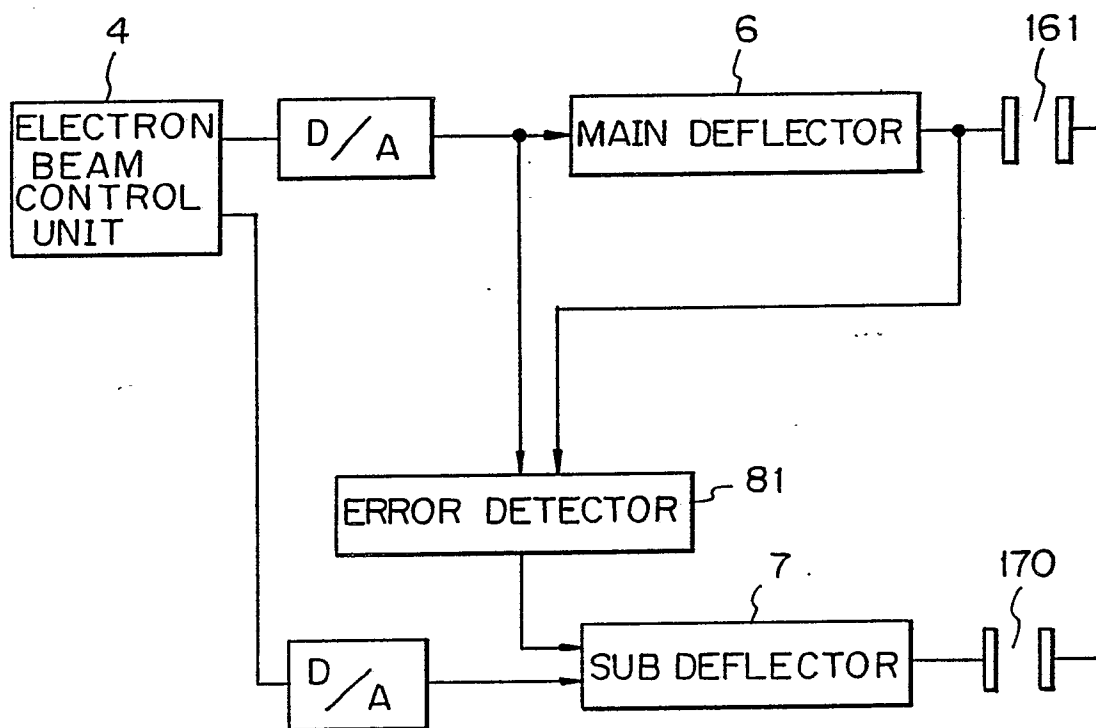 4
6
161
ELECTRON
BEAM
CONTROL
UNIT
D/A
MAIN DEFLECTOR
ERROR DETECTOR
81
7
170
D/A
SUB DEFLECTOR